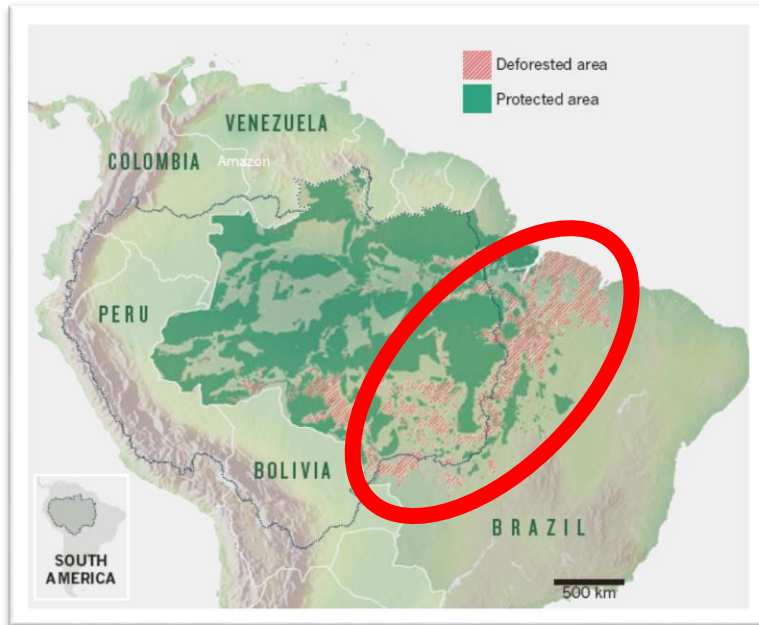 Deforested area
Protected area
VENEZUELA
COLOMBIA
Amazon
PERU
BOLIVIA
BRAZIL
SOUTH
AMERICA
500 km